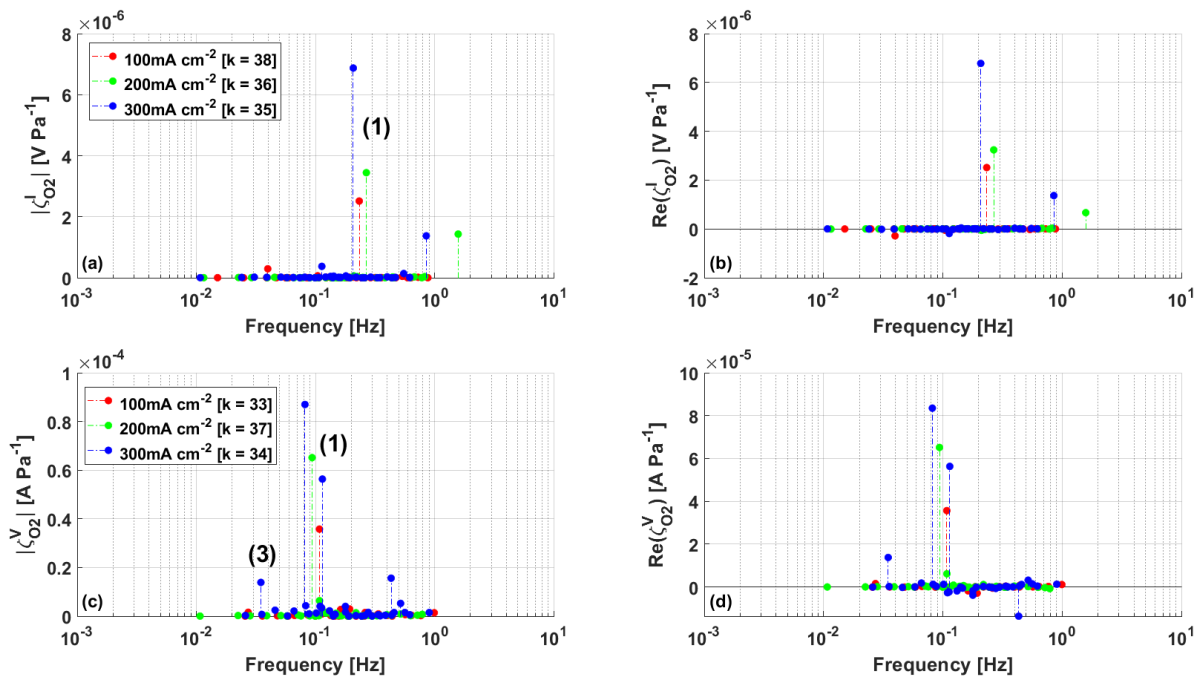 ×10⁻⁶
8
6
4
2
0
|ζᴵ_O2| [V Pa⁻¹]
100mA cm⁻² [k = 38]
200mA cm⁻² [k = 36]
300mA cm⁻² [k = 35]
(1)
(a)
10⁻³ 10⁻² 10⁻¹ 10⁰ 10¹
Frequency [Hz]
×10⁻⁶
8
6
4
2
0
-2
Re(ζᴵ_O2) [V Pa⁻¹]
(b)
10⁻³ 10⁻² 10⁻¹ 10⁰ 10¹
Frequency [Hz]
×10⁻⁴
1
0.8
0.6
0.4
0.2
0
|ζⱽ_O2| [A Pa⁻¹]
100mA cm⁻² [k = 33]
200mA cm⁻² [k = 37]
300mA cm⁻² [k = 34]
(1)
(3)
(c)
10⁻³ 10⁻² 10⁻¹ 10⁰ 10¹
Frequency [Hz]
×10⁻⁵
10
8
6
4
2
0
Re(ζⱽ_O2) [A Pa⁻¹]
(d)
10⁻³ 10⁻² 10⁻¹ 10⁰ 10¹
Frequency [Hz]